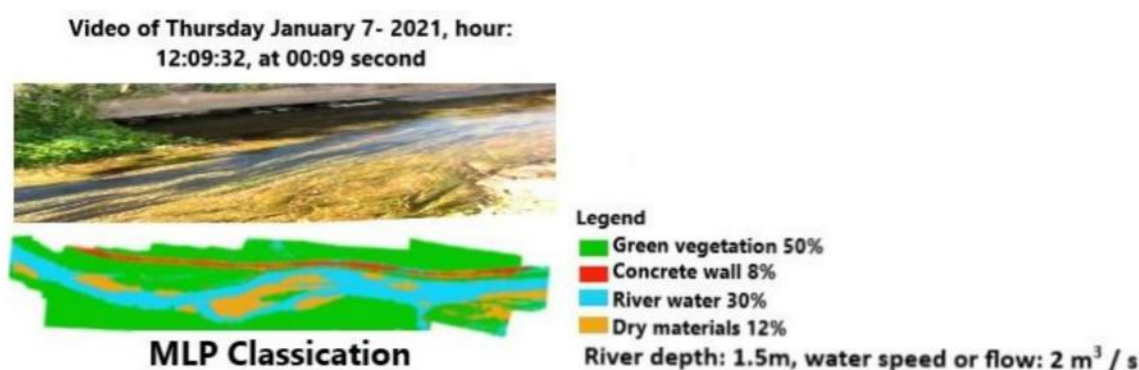 Video of Thursday January 7- 2021, hour:
12:09:32, at 00:09 second
Legend
Green vegetation 50%
Concrete wall 8%
River water 30%
Dry materials 12%
MLP Classication
River depth: 1.5m, water speed or flow: 2 m³ / s